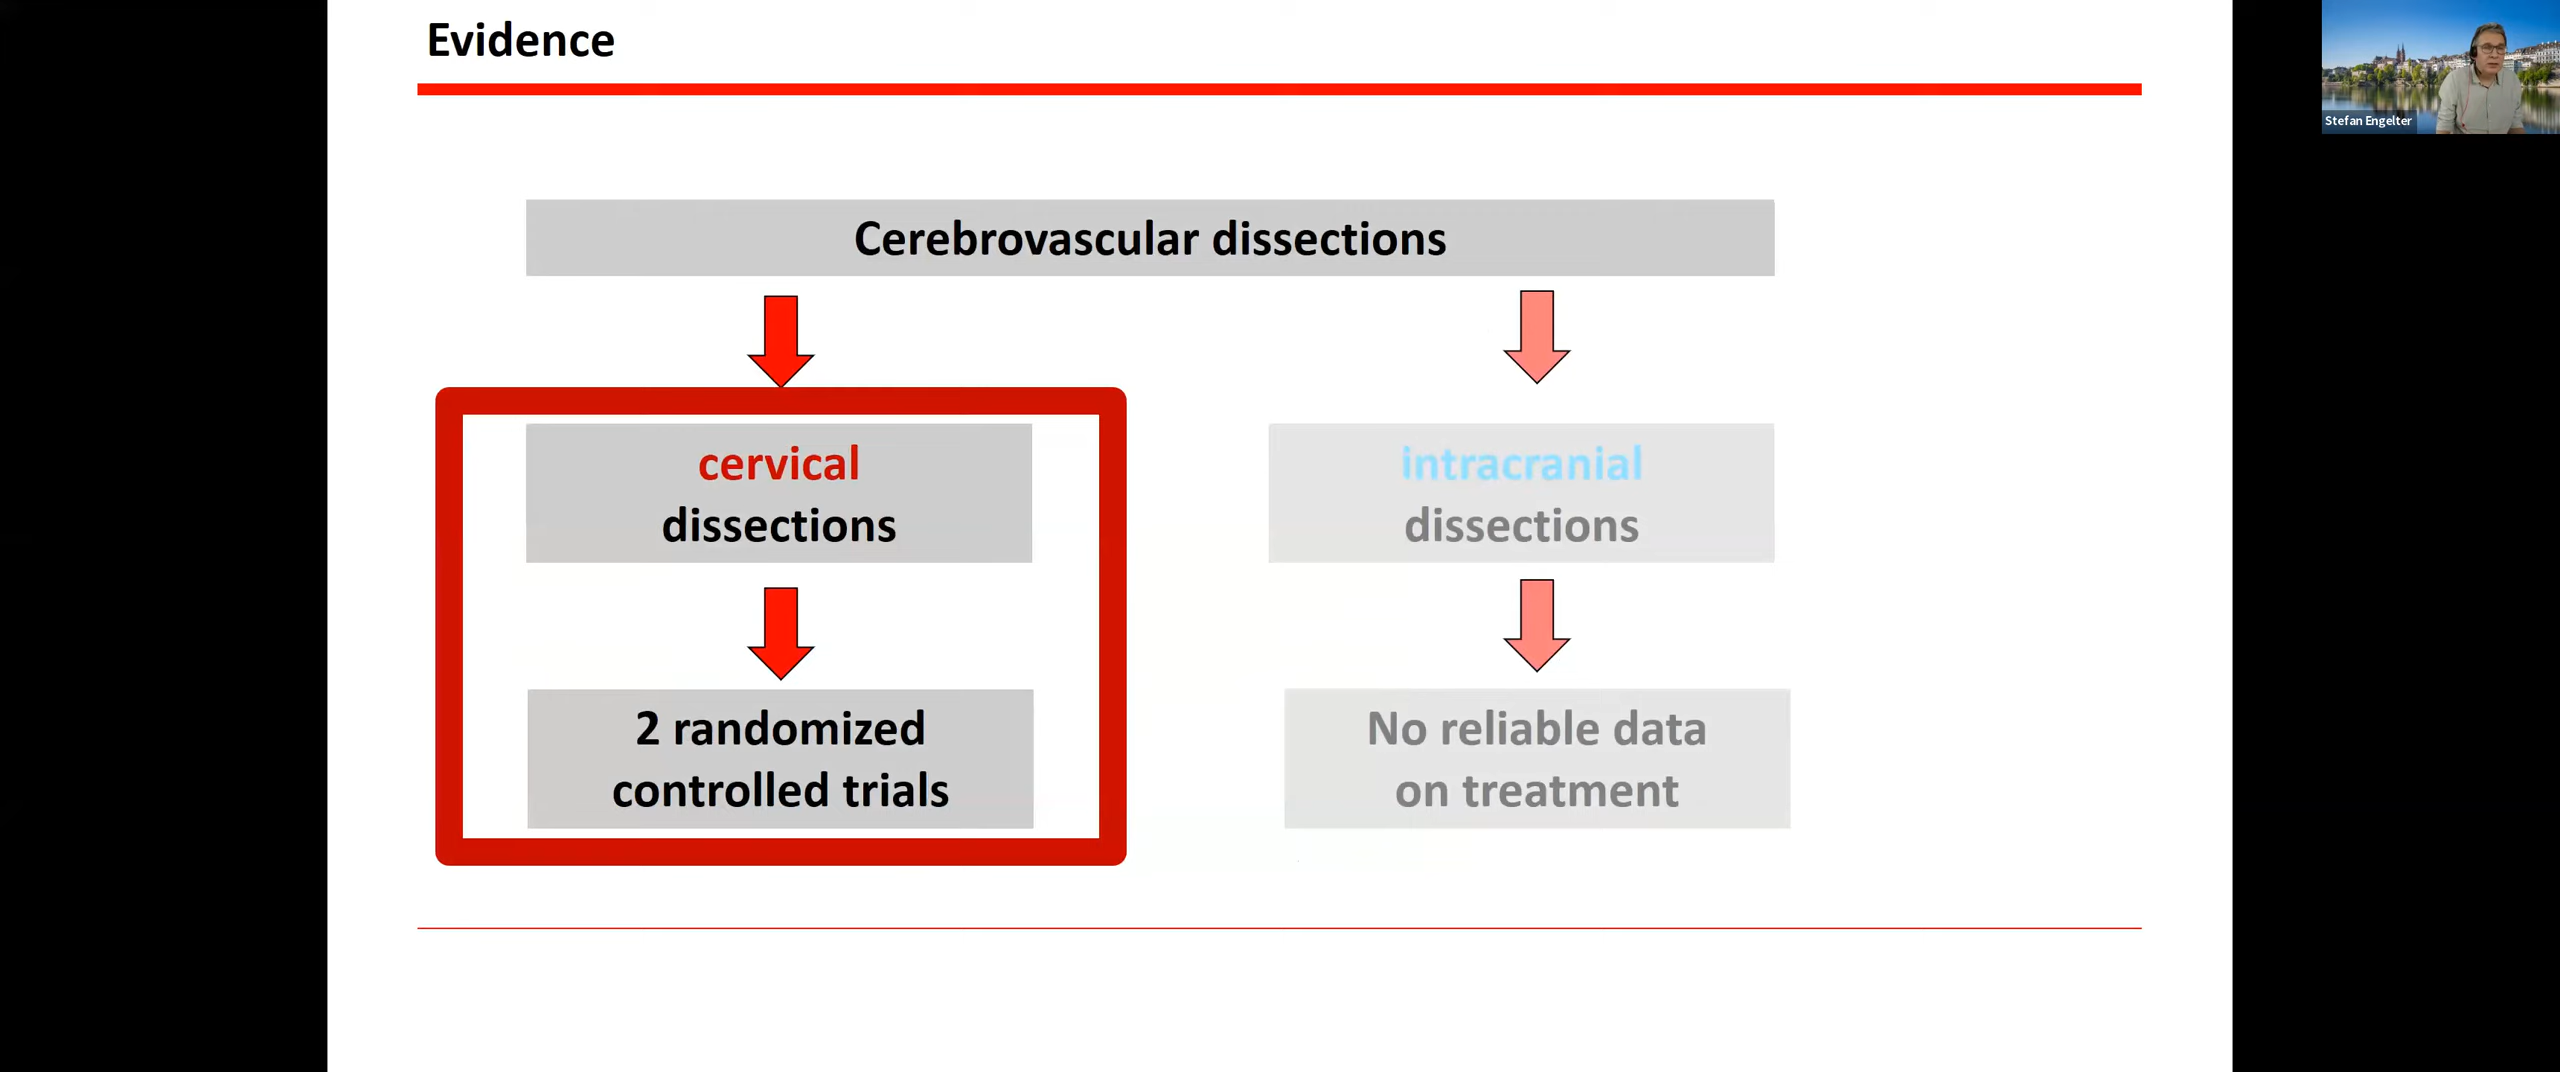 Evidence
Stefan Engelter
Cerebrovascular dissections
cervical
dissections
intracranial
dissections
2 randomized
controlled trials
No reliable data
on treatment